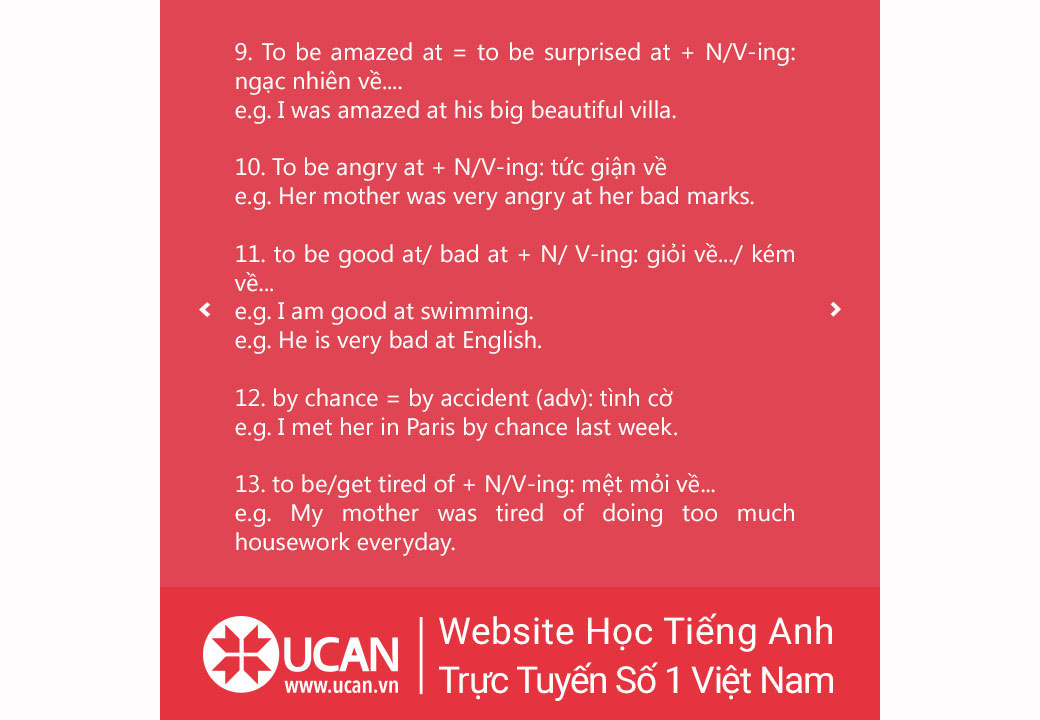 9. To be amazed at = to be surprised at + N/V-ing:
ngạc nhiên về....
e.g. I was amazed at his big beautiful villa.
10. To be angry at + N/V-ing: tức giận về
e.g. Her mother was very angry at her bad marks.
11. to be good at/ bad at + N/ V-ing: giỏi về.../ kém
về...
e.g. I am good at swimming.
e.g. He is very bad at English.
12. by chance = by accident (adv): tình cờ
e.g. I met her in Paris by chance last week.
13. to be/get tired of + N/V-ing: mệt mỏi về...
e.g. My mother was tired of doing too much
housework everyday.
UCAN
www.ucan.vn
Website Học Tiếng Anh
Trực Tuyến Số 1 Việt Nam